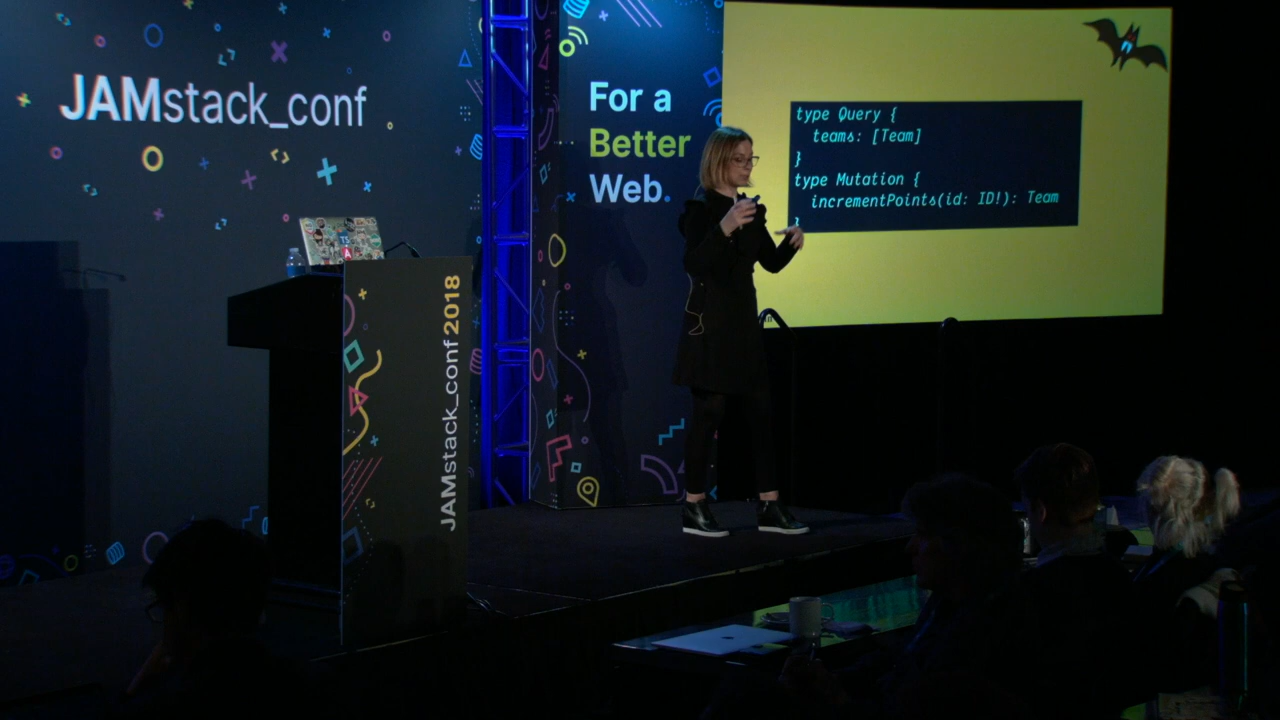 JAMstack_conf
For a
Better
Web.
type Query {
teams: [Team]
}
type Mutation {
incrementPoints(id: ID!): Team
}
JAMstack_conf 2018